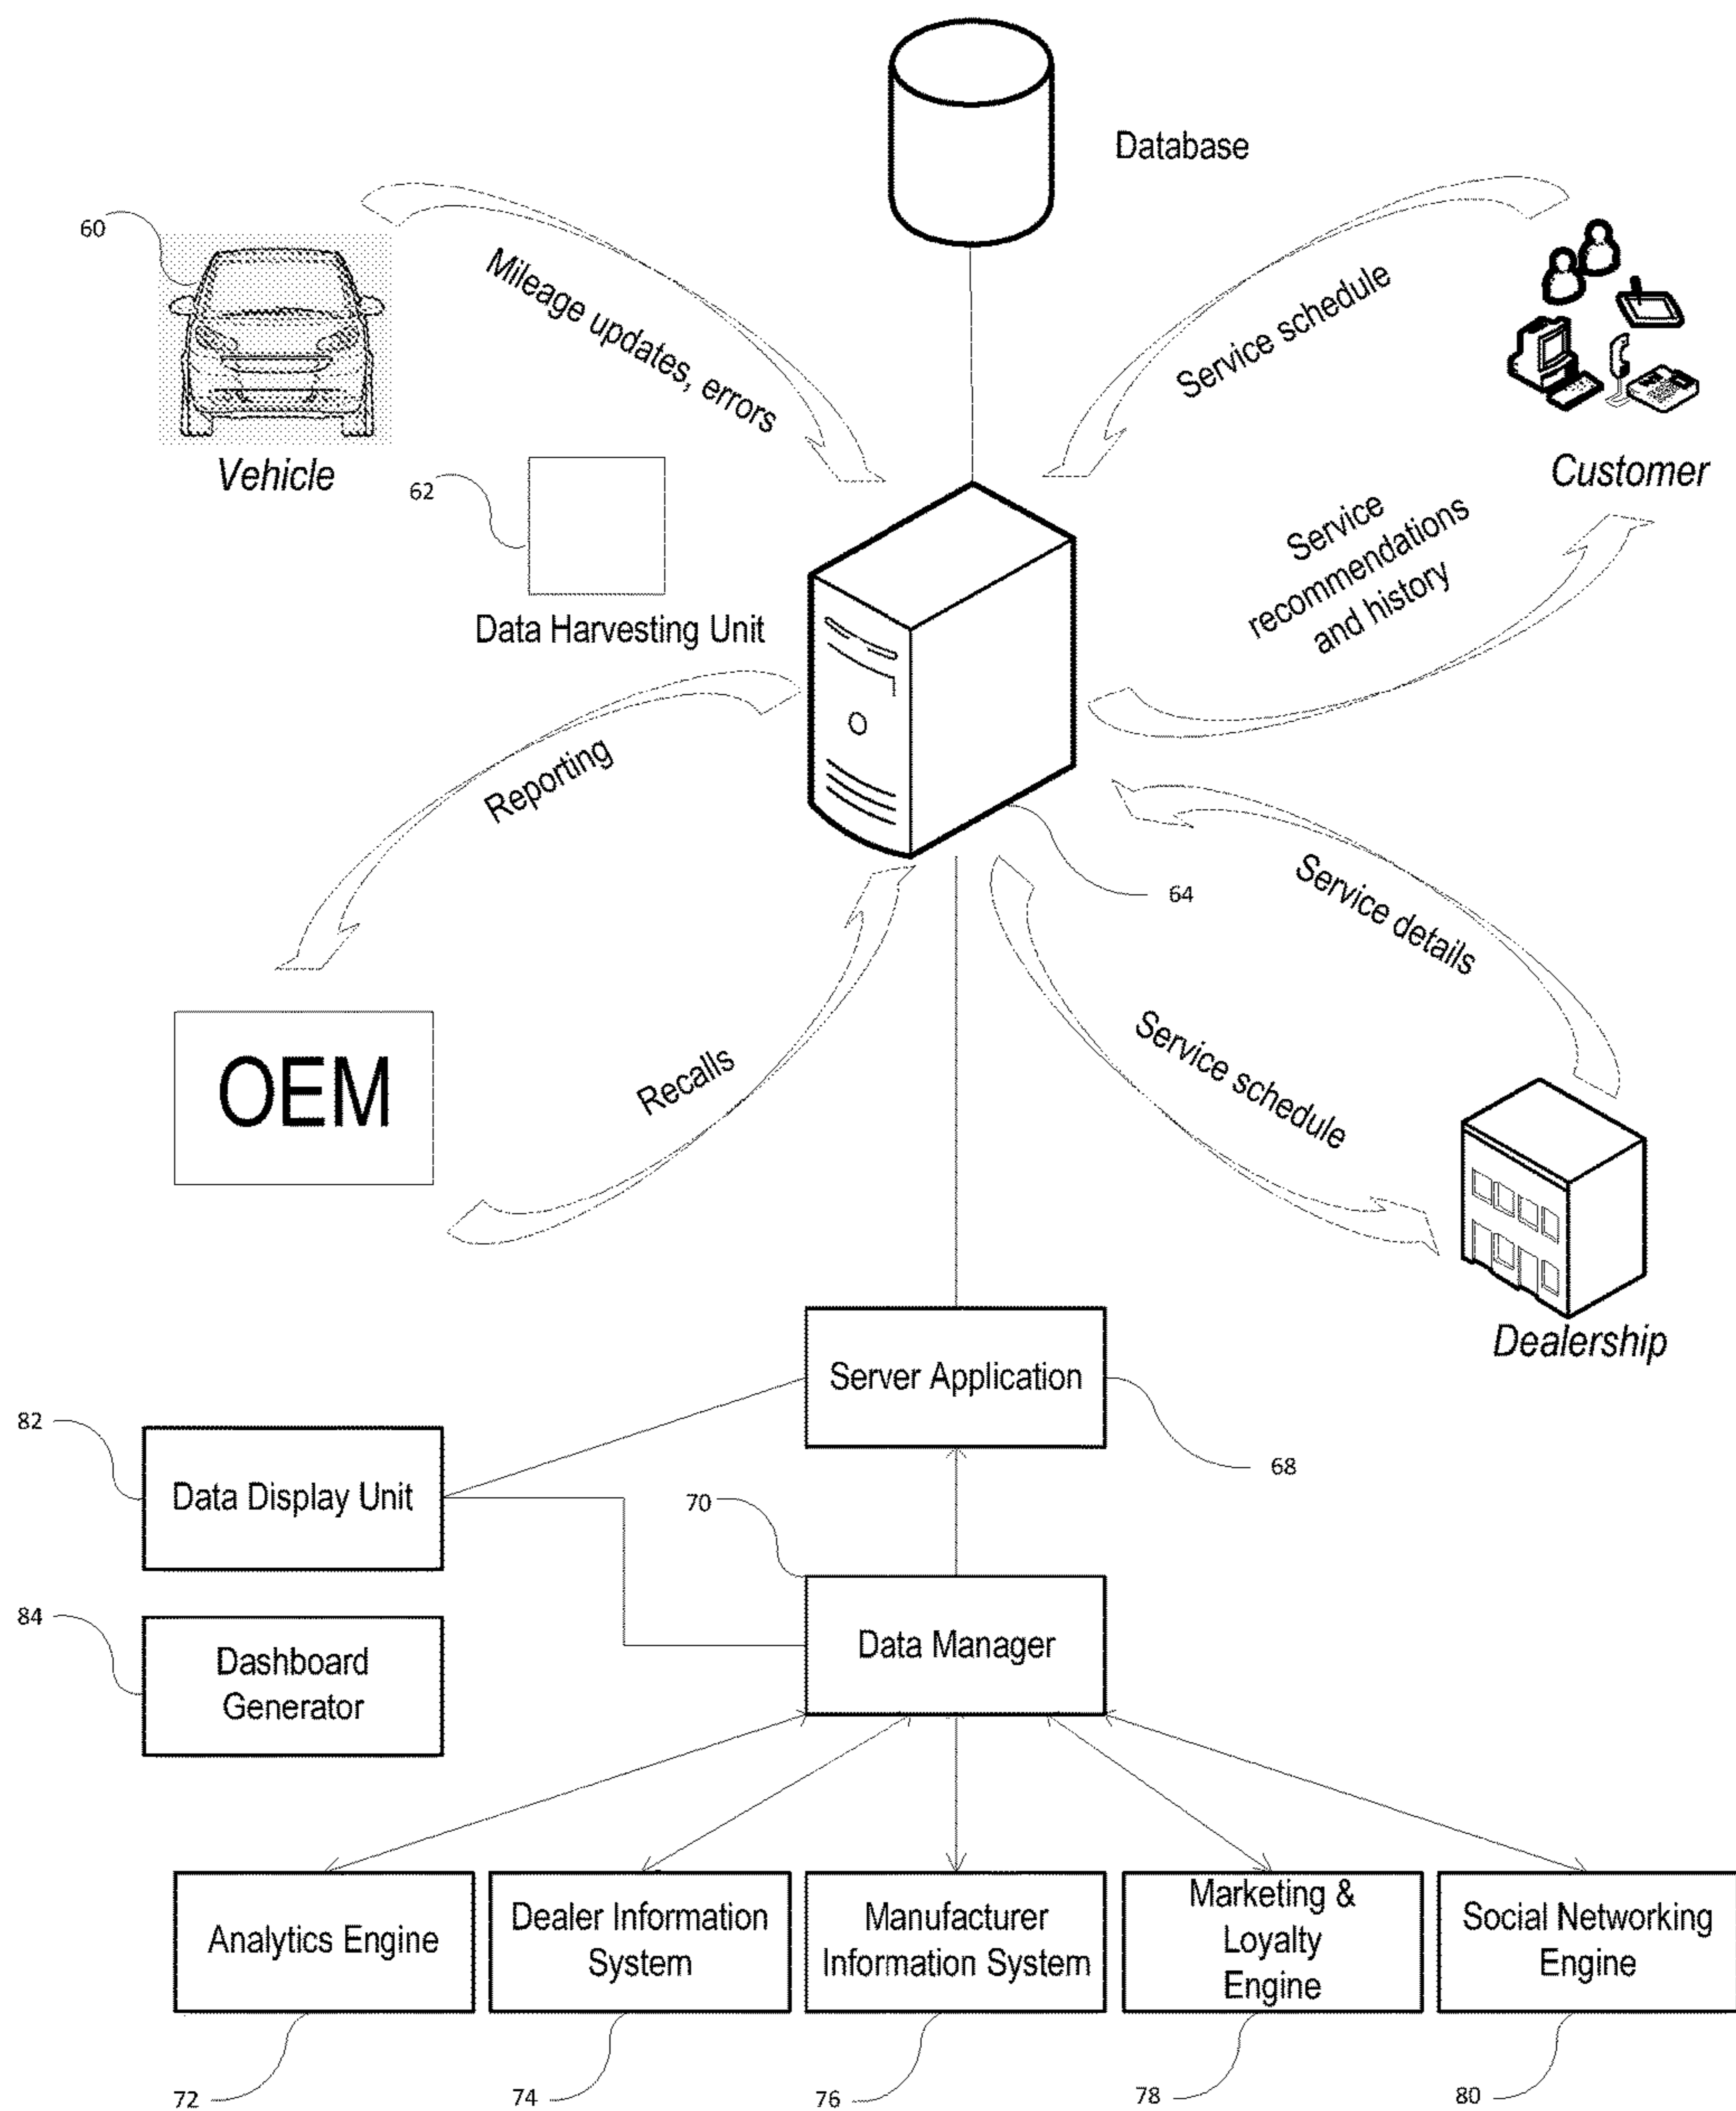 Database
60
Mileage updates, errors
Service schedule
Vehicle
Customer
62
Service
recommendations
and history
Data Harvesting Unit
Reporting
64
Service details
OEM
Recalls
Service schedule
Dealership
Server Application
82
68
Data Display Unit
70
84
Dashboard
Generator
Data Manager
Analytics Engine
Dealer Information
System
Manufacturer
Information System
Marketing &
Loyalty
Engine
Social Networking
Engine
72
74
76
78
80